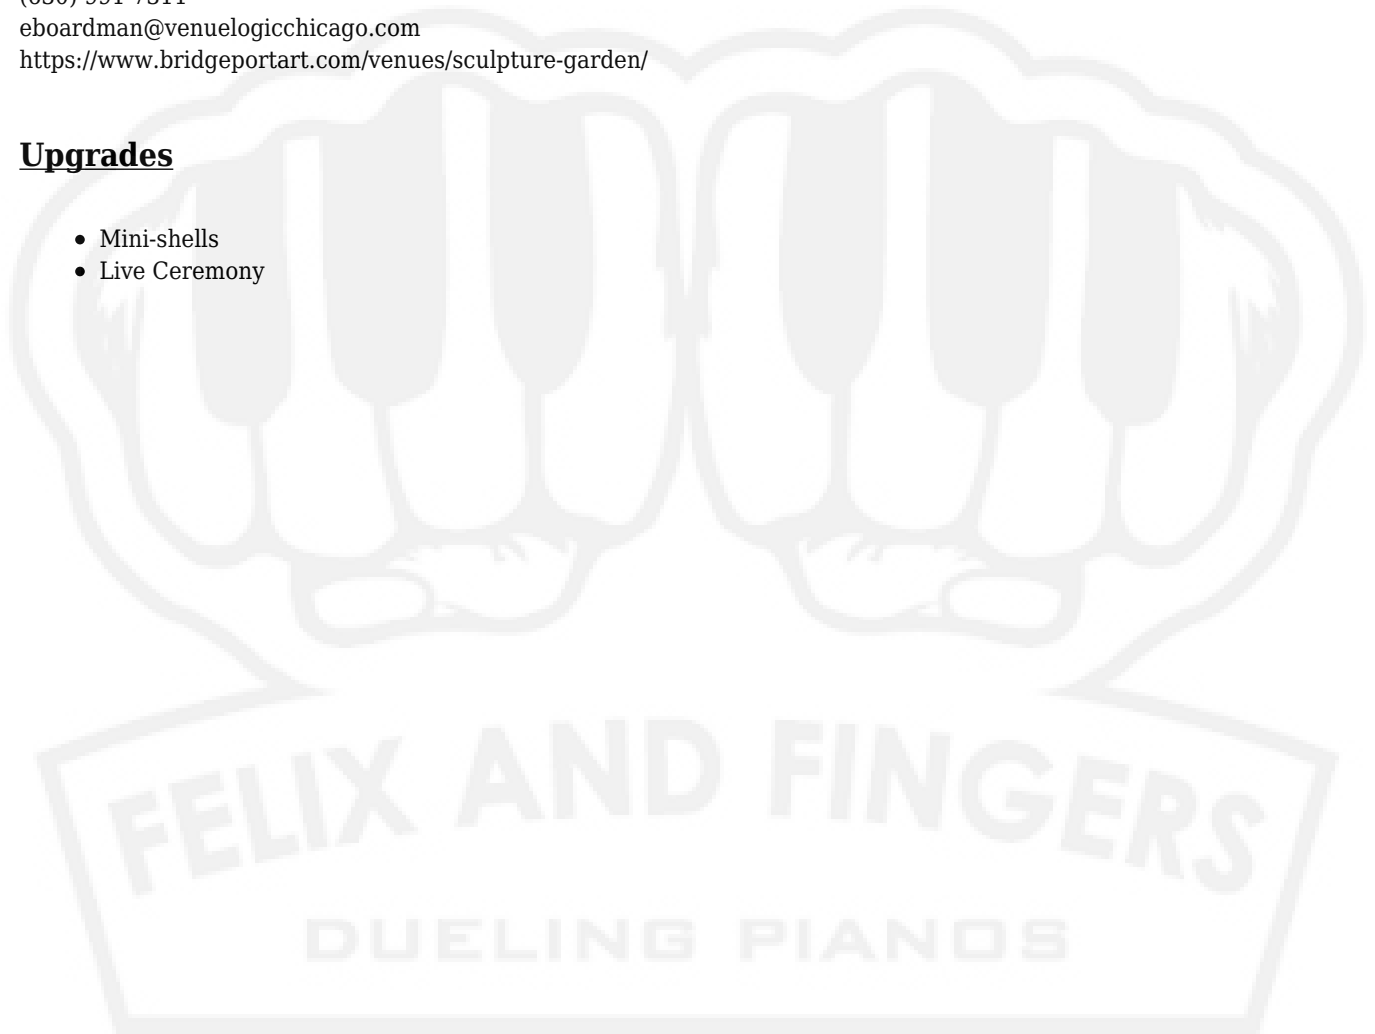 eboardman@venuelogicchicago.com
https://www.bridgeportart.com/venues/sculpture-garden/
Upgrades
• Mini-shells
• Live Ceremony
FELIX AND FINGERS
DUELING PIANOS